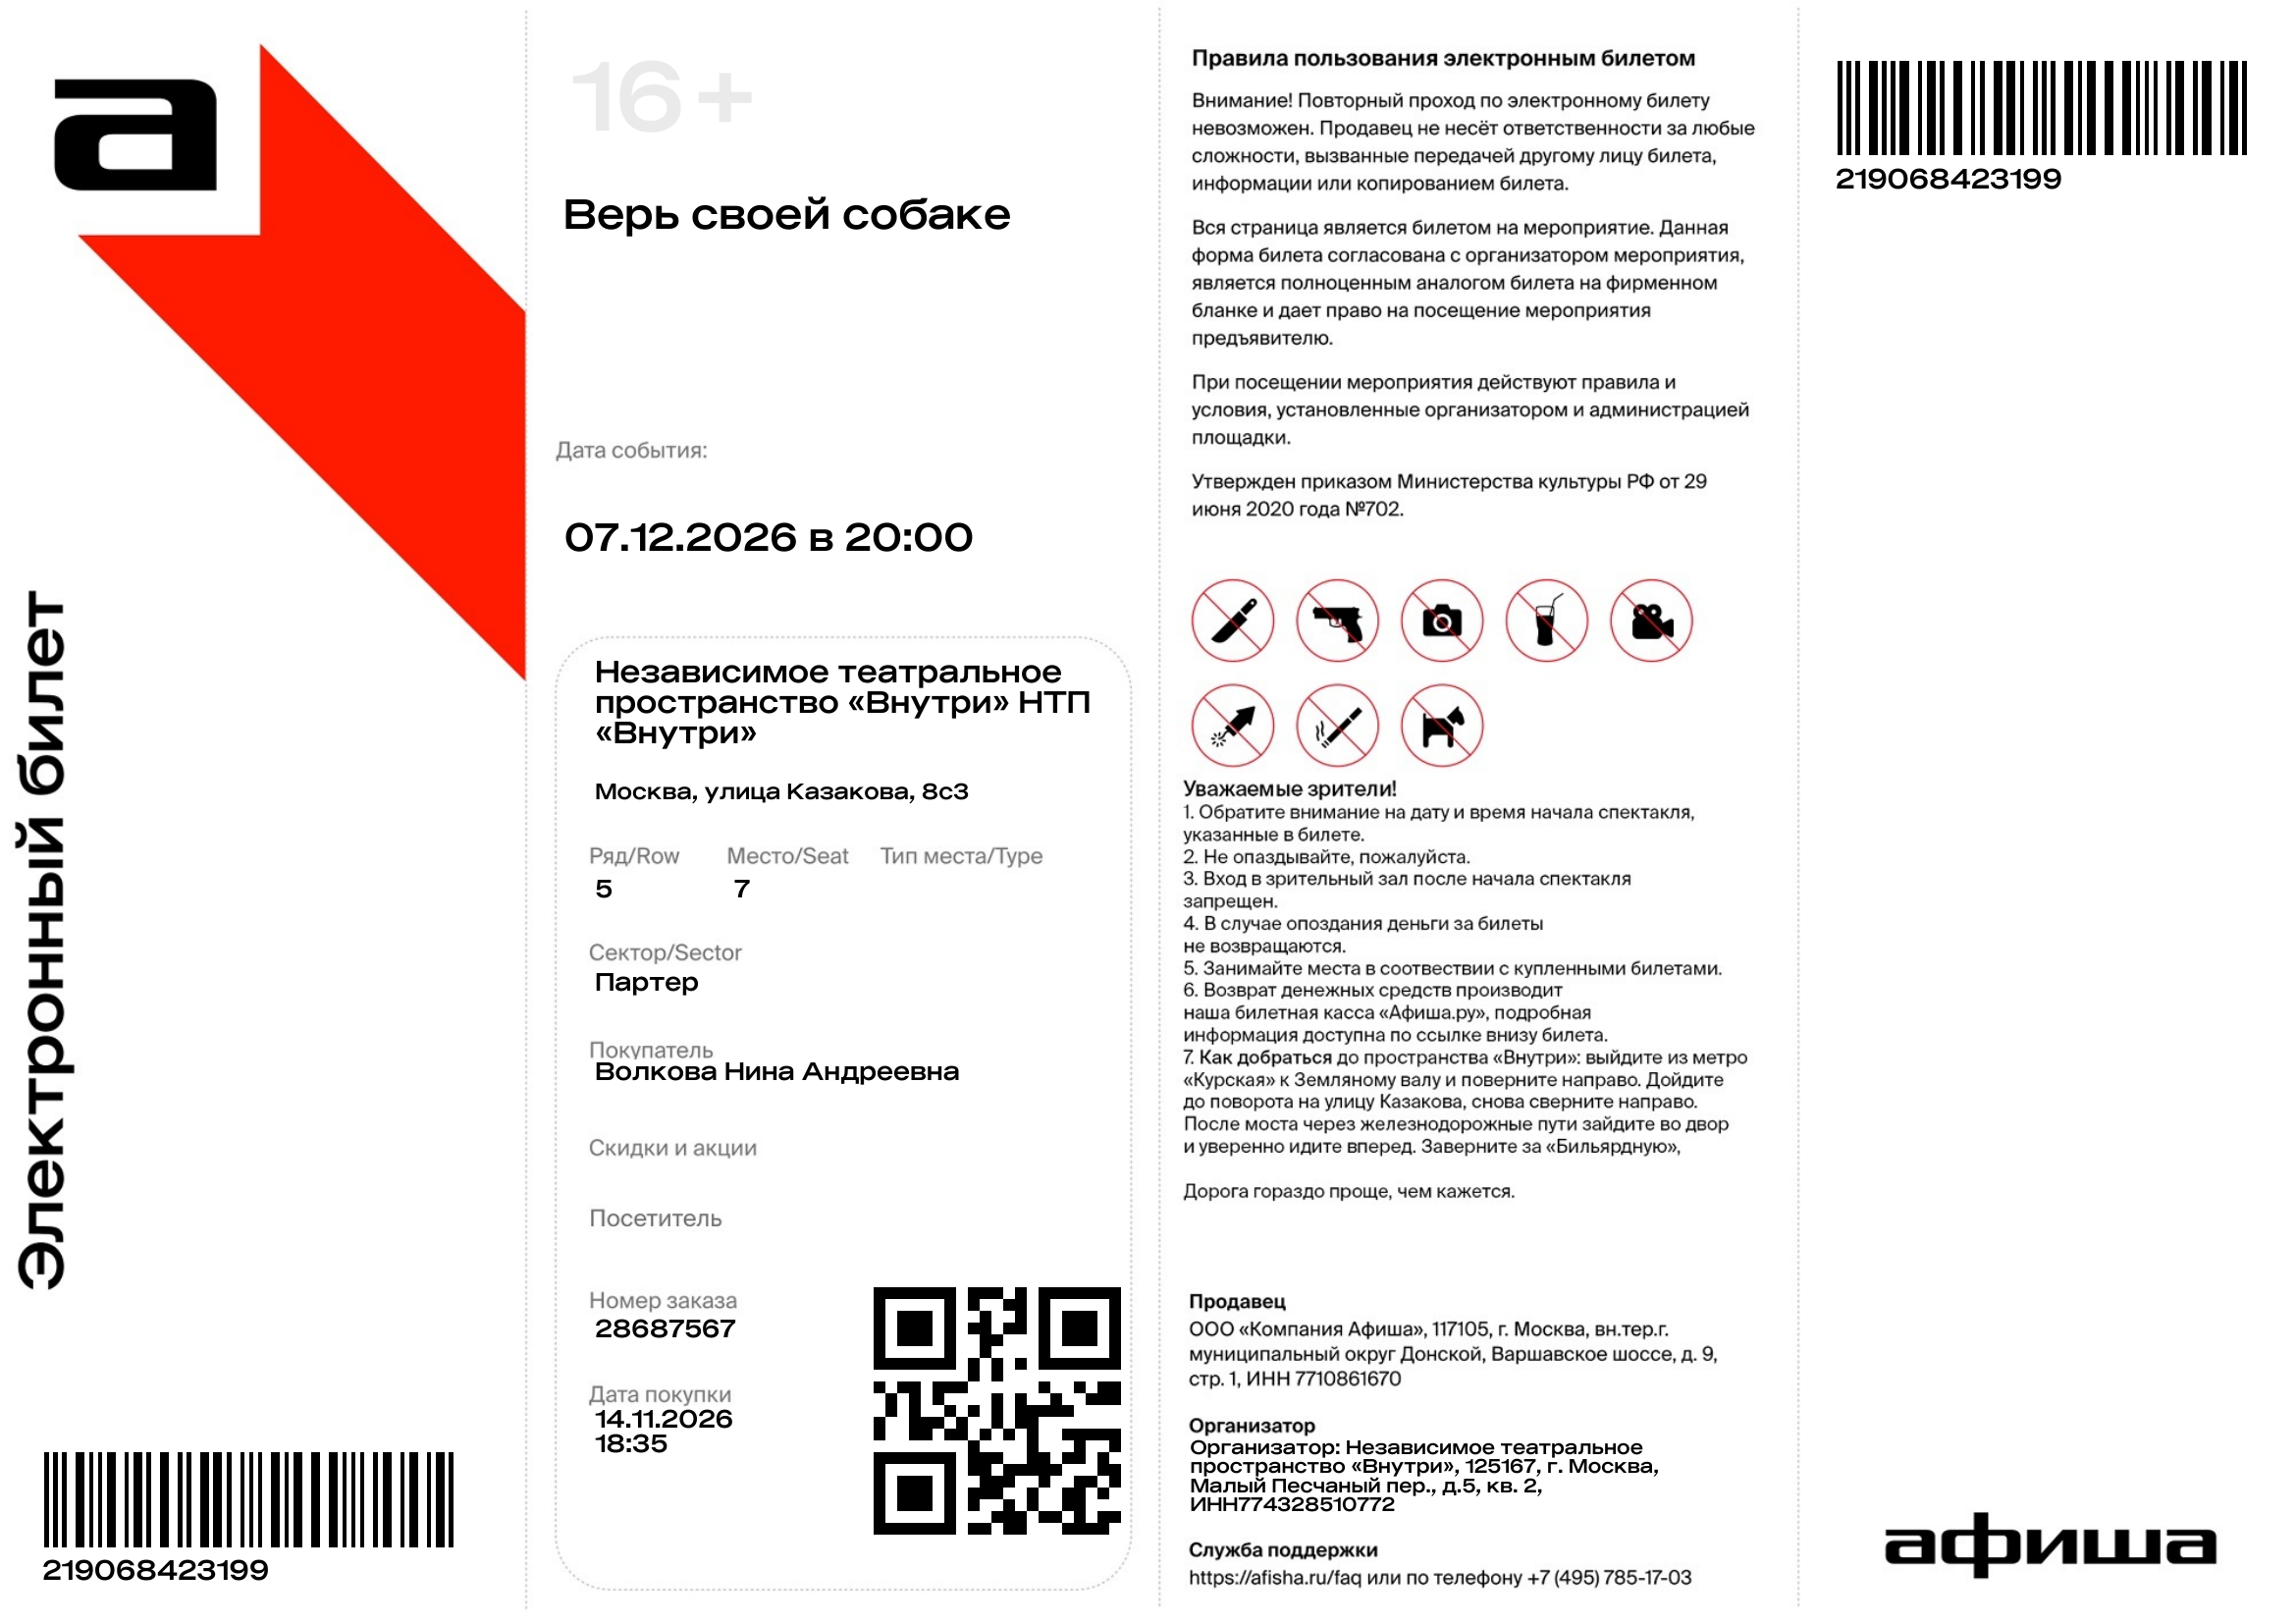 а
Электронный билет
219068423199
16+
Верь своей собаке
Дата события:
07.12.2026 в 20:00
Независимое театральное
пространство «Внутри» НТП
«Внутри»
Москва, улица Казакова, 8с3
Ряд/Row Место/Seat Тип места/Type
5 7
Сектор/Sector
Партер
Покупатель
Волкова Нина Андреевна
Скидки и акции
Посетитель
Номер заказа
28687567
Дата покупки
14.11.2026
18:35
Правила пользования электронным билетом
Внимание! Повторный проход по электронному билету
невозможен. Продавец не несёт ответственности за любые
сложности, вызванные передачей другому лицу билета,
информации или копированием билета.
Вся страница является билетом на мероприятие. Данная
форма билета согласована с организатором мероприятия,
является полноценным аналогом билета на фирменном
бланке и дает право на посещение мероприятия
предъявителю.
При посещении мероприятия действуют правила и
условия, установленные организатором и администрацией
площадки.
Утвержден приказом Министерства культуры РФ от 29
июня 2020 года №702.
Уважаемые зрители!
1. Обратите внимание на дату и время начала спектакля,
указанные в билете.
2. Не опаздывайте, пожалуйста.
3. Вход в зрительный зал после начала спектакля
запрещен.
4. В случае опоздания деньги за билеты
не возвращаются.
5. Занимайте места в соотвествии с купленными билетами.
6. Возврат денежных средств производит
наша билетная касса «Афиша.ру», подробная
информация доступна по ссылке внизу билета.
7. Как добраться до пространства «Внутри»: выйдите из метро
«Курская» к Земляному валу и поверните направо. Дойдите
до поворота на улицу Казакова, снова сверните направо.
После моста через железнодорожные пути зайдите во двор
и уверенно идите вперед. Заверните за «Бильярдную»,
Дорога гораздо проще, чем кажется.
Продавец
ООО «Компания Афиша», 117105, г. Москва, вн.тер.г.
муниципальный округ Донской, Варшавское шоссе, д. 9,
стр. 1, ИНН 7710861670
Организатор
Организатор: Независимое театральное
пространство «Внутри», 125167, г. Москва,
Малый Песчаный пер., д.5, кв. 2,
ИНН774328510772
Служба поддержки
https://afisha.ru/faq или по телефону +7 (495) 785-17-03
219068423199
афиша